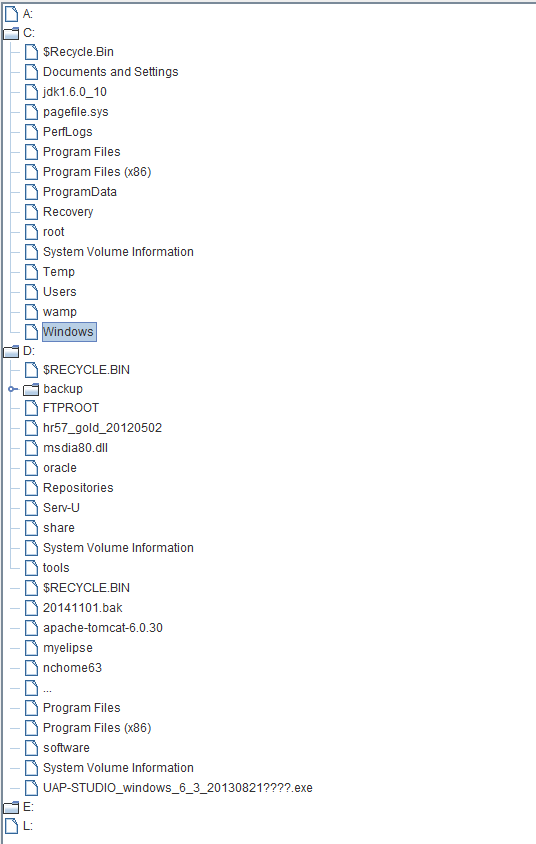 A:
C:
$Recycle.Bin
Documents and Settings
jdk1.6.0_10
pagefile.sys
PerfLogs
Program Files
Program Files (x86)
ProgramData
Recovery
root
System Volume Information
Temp
Users
wamp
Windows
D:
$RECYCLE.BIN
backup
FTPROOT
hr57_gold_20120502
msdia80.dll
oracle
Repositories
Serv-U
share
System Volume Information
tools
$RECYCLE.BIN
20141101.bak
apache-tomcat-6.0.30
myelipse
nchome63
...
Program Files
Program Files (x86)
software
System Volume Information
UAP-STUDIO_windows_6_3_20130821????.exe
E:
L: